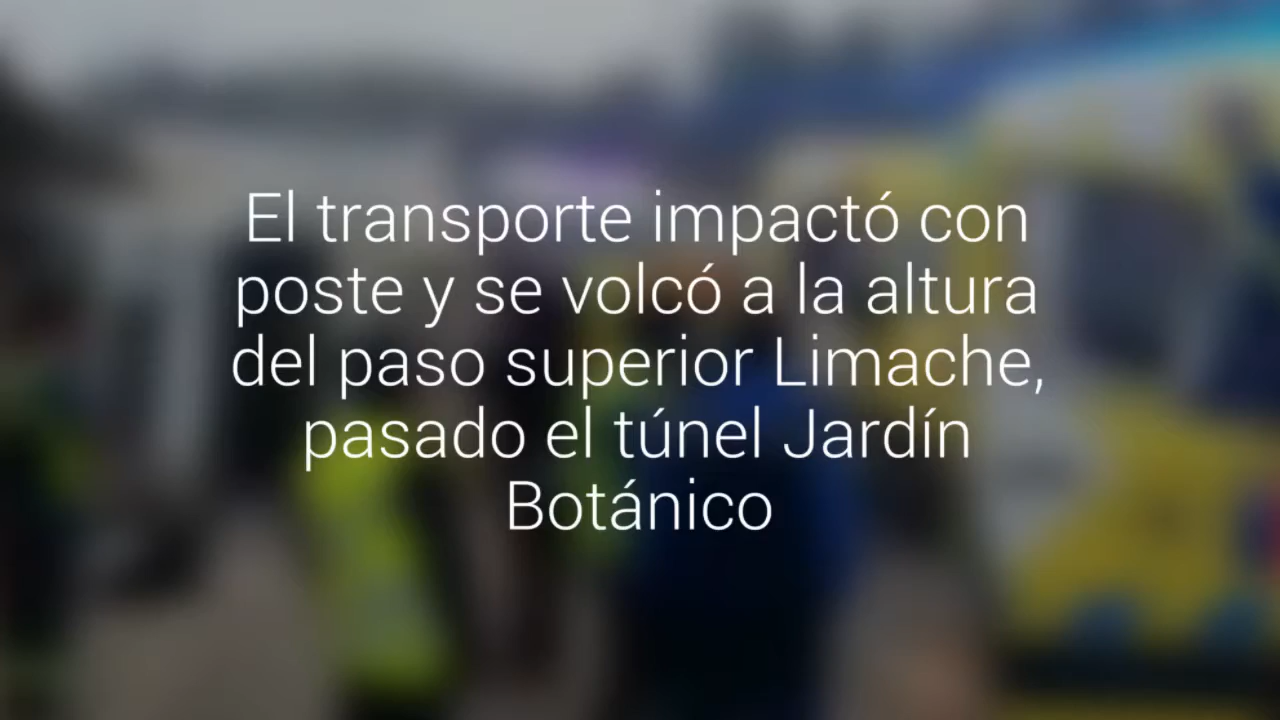 El transporte impactó con
poste y se volcó a la altura
del paso superior Limache,
pasado el túnel Jardín
Botánico